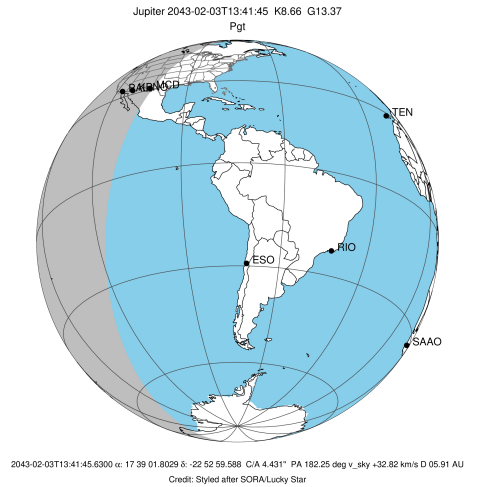 Jupiter 2043-02-03T13:41:45 K8.66 G13.37
Pgt
MCD
TEN
RIO
ESO
SAAO
2043-02-03T13:41:45.6300 α: 17 39 01.8029 δ: -22 52 59.588 C/A 4.431" PA 182.25 deg v_sky +32.82 km/s D 05.91 AU
Credit: Styled after SORA/Lucky Star